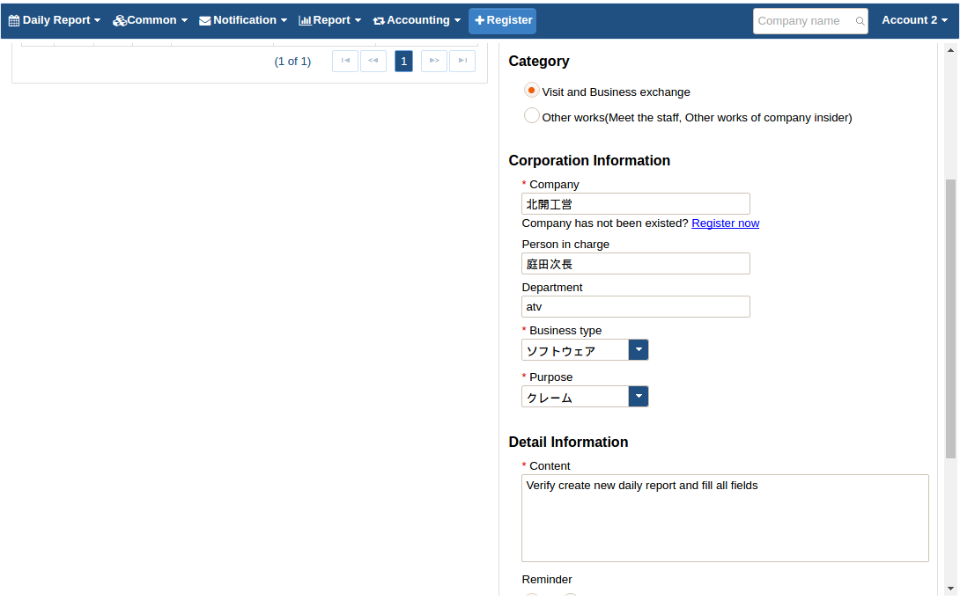 Daily Report Common Notification Report Accounting Register Company name Account 2
(1 of 1) 1
Category
Visit and Business exchange
Other works(Meet the staff, Other works of company insider)
Corporation Information
* Company
北開工営
Company has not been existed? Register now
Person in charge
庭田次長
Department
atv
* Business type
ソフトウェア
* Purpose
クレーム
Detail Information
* Content
Verify create new daily report and fill all fields
Reminder